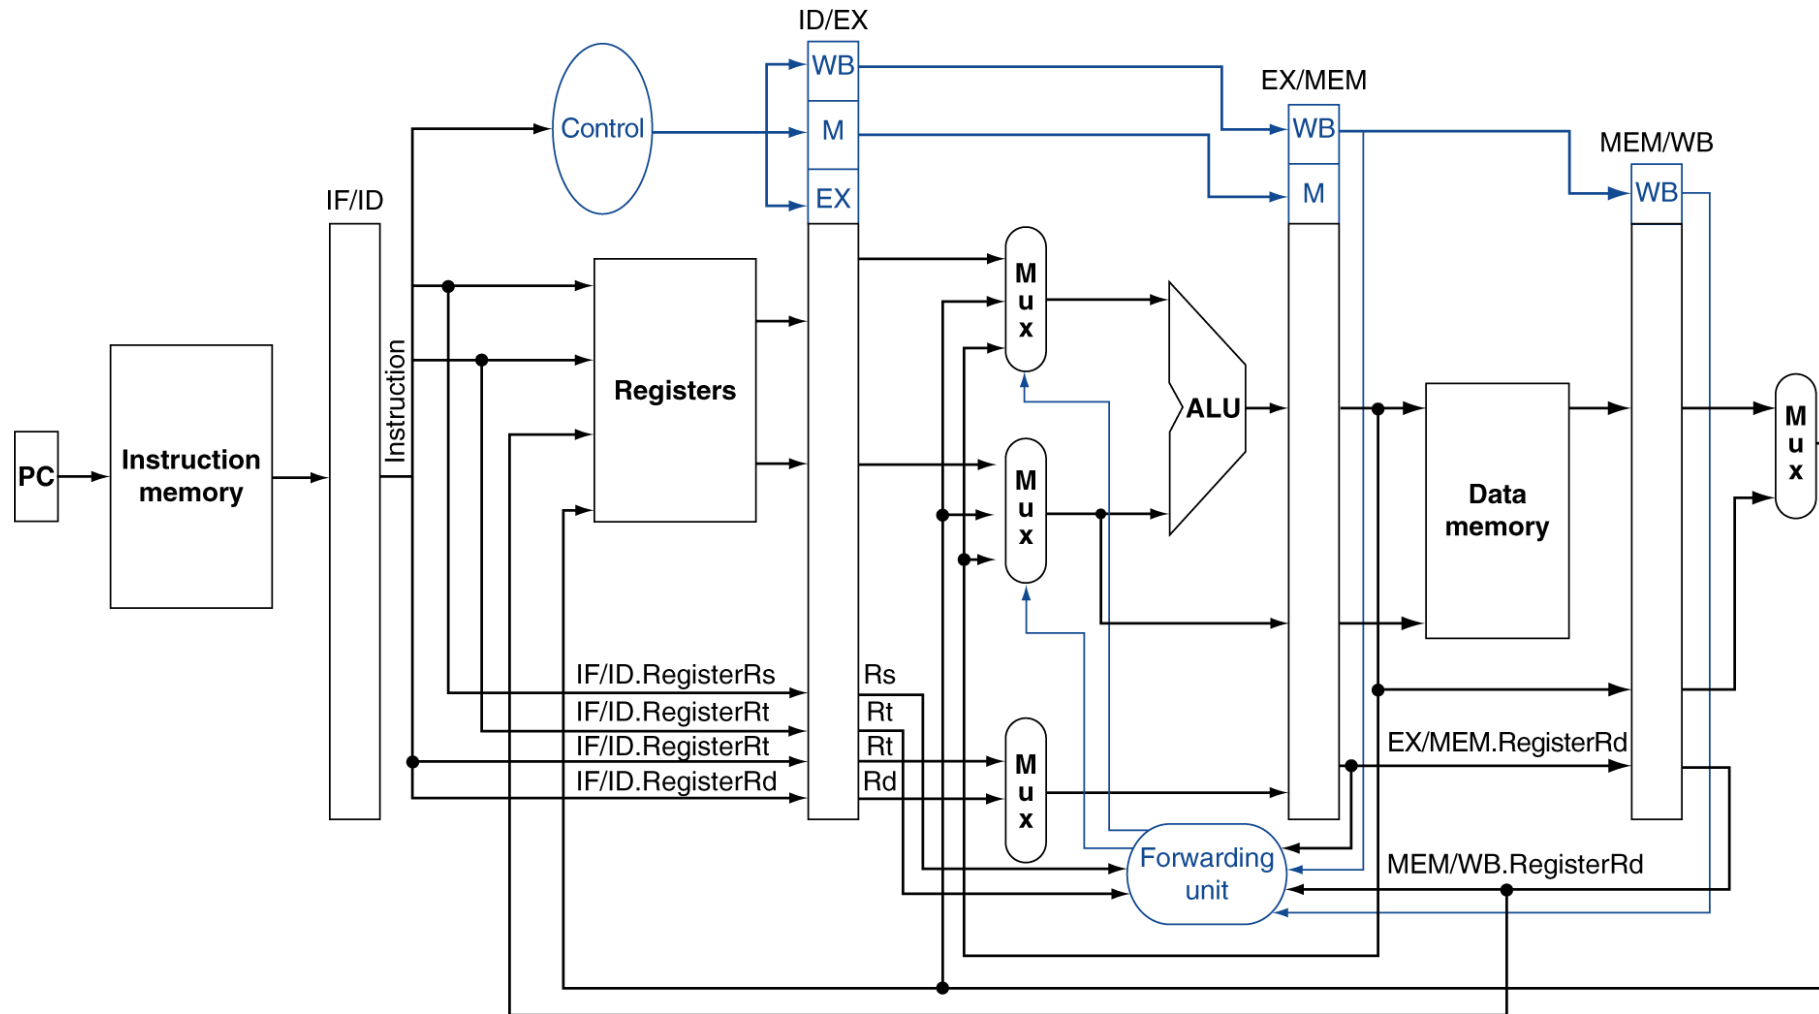 ID/EX
WB
EX/MEM
Control
M
WB
MEM/WB
IF/ID
EX
M
WB
M
u
x
Instruction
Registers
ALU
M
u
x
PC
Instruction
memory
M
u
x
Data
memory
IF/ID.RegisterRs
Rs
IF/ID.RegisterRt
Rt
IF/ID.RegisterRt
Rt
IF/ID.RegisterRd
Rd
M
u
x
EX/MEM.RegisterRd
Forwarding
unit
MEM/WB.RegisterRd